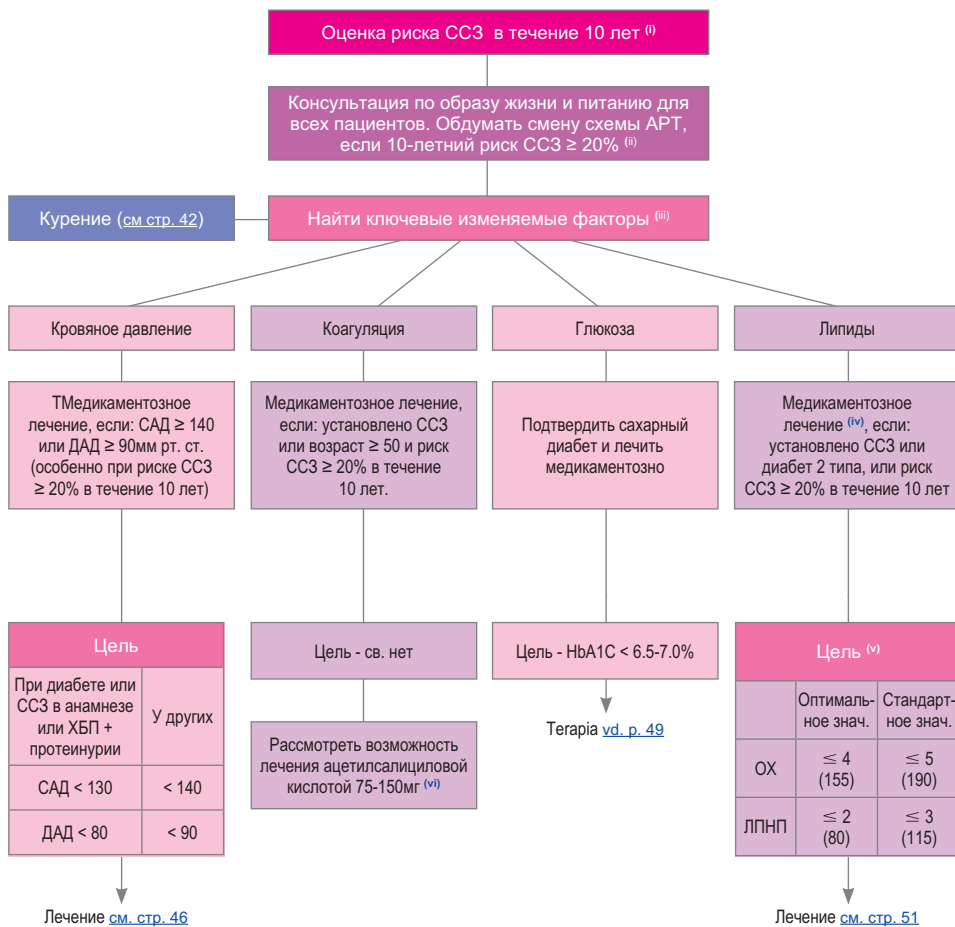 Оценка риска ССЗ в течение 10 лет (i)
Консультация по образу жизни и питанию для
всех пациентов. Обдумать смену схемы АРТ,
если 10-летний риск ССЗ ≥ 20% (ii)
Курение (см стр. 42)
Найти ключевые изменяемые факторы (iii)
Кровяное давление
ТМедикаментозное
лечение, если: САД ≥ 140
или ДАД ≥ 90мм рт. ст.
(особенно при риске ССЗ
≥ 20% в течение 10 лет)
Цель
При диабете или
ССЗ в анамнезе
или ХБП +
протеинурии
У других
САД < 130
< 140
ДАД < 80
< 90
Лечение см. стр. 46
Коагуляция
Медикаментозное лечение,
если: установлено ССЗ
или возраст ≥ 50 и риск
ССЗ ≥ 20% в течение
10 лет.
Цель - св. нет
Рассмотреть возможность
лечения ацетилсалициловой
кислотой 75-150мг (vi)
Глюкоза
Подтвердить сахарный
диабет и лечить
медикаментозно
Цель - HbA1C < 6.5-7.0%
Terapia vd. p. 49
Липиды
Медикаментозное
лечение (iv), если:
установлено ССЗ или
диабет 2 типа, или риск
ССЗ ≥ 20% в течение 10 лет
Цель (v)
Оптималь-
ное знач.
Стандарт-
ное знач.
ОХ
≤ 4
(155)
≤ 5
(190)
ЛПНП
≤ 2
(80)
≤ 3
(115)
Лечение см. стр. 51